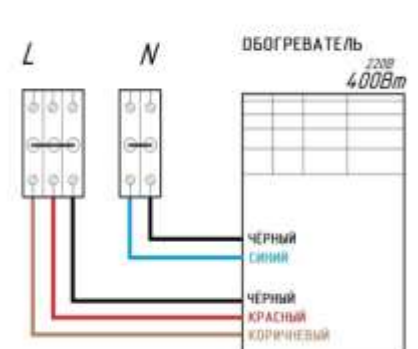 L N ОБОГРЕВАТЕЛЬ
220В
400Вт
ЧЁРНЫЙ
СИНИЙ
ЧЁРНЫЙ
КРАСНЫЙ
КОРИЧНЕВЫЙ